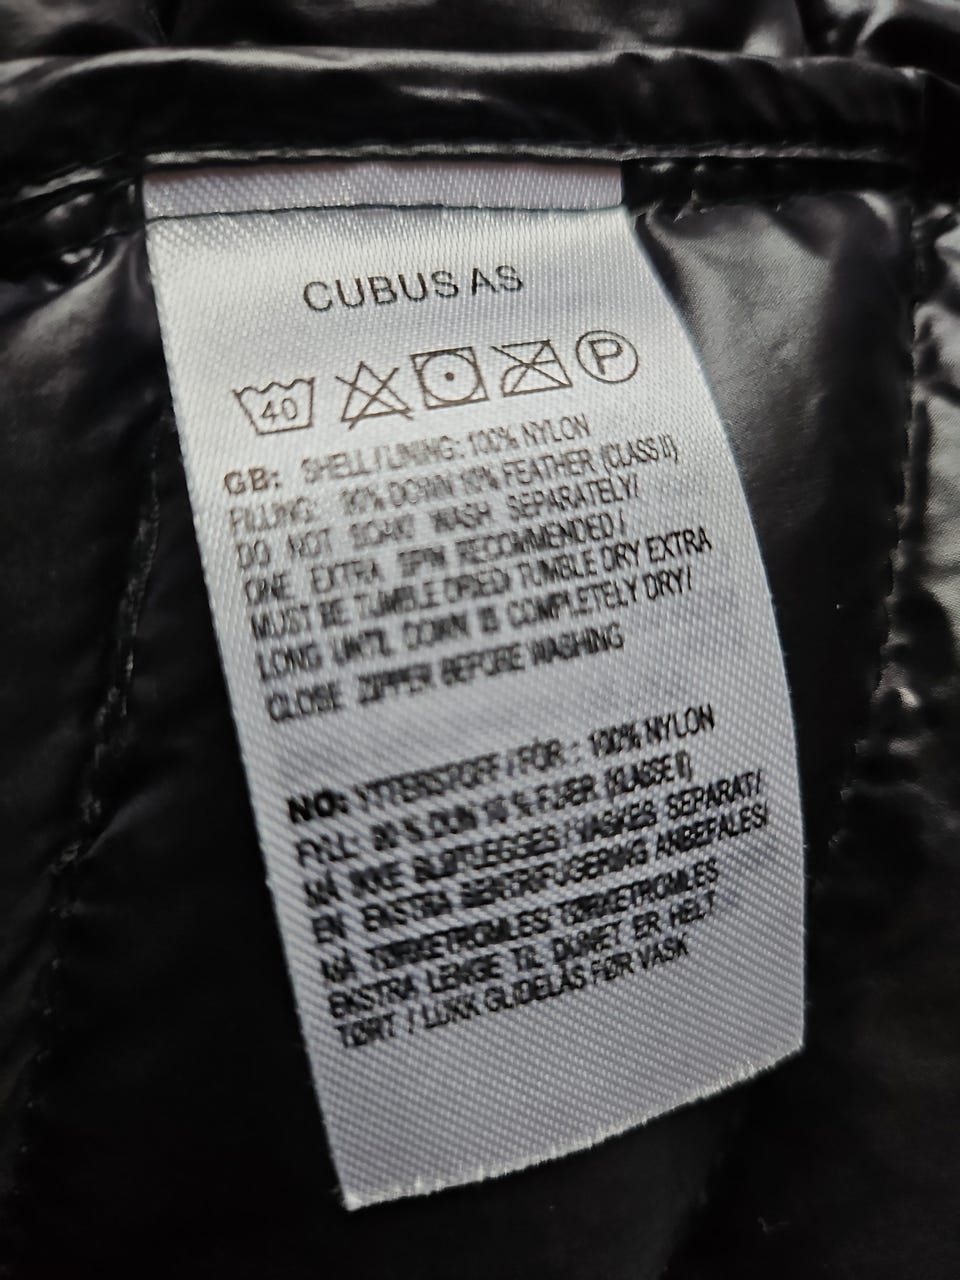 CUBUS AS
40 P
GB: SHELL/LINING: 100% NYLON
FILLING: 90% DOWN 10% FEATHER (CLASS II)
DO NOT SOAK/ WASH SEPARATELY/
ONE EXTRA SPIN RECOMMENDED/
MUST BE TUMBLE DRIED/ TUMBLE DRY EXTRA
LONG UNTIL DOWN IS COMPLETELY DRY/
CLOSE ZIPPER BEFORE WASHING
NO: YTTERSTOFF/FÔR: 100% NYLON
FYLL: 90 % DUN 10 % FJÆR (KLASSE II)
MÅ IKKE BLØTLEGGES/VASKES SEPARAT/
EN EKSTRA SENTRIFUGERING ANBEFALES/
MÅ TØRKETROMLES/ TØRKETROMLES
EKSTRA LENGE TIL DUNET ER HELT
TØRT / LUKK GLIDELÅS FØR VASK